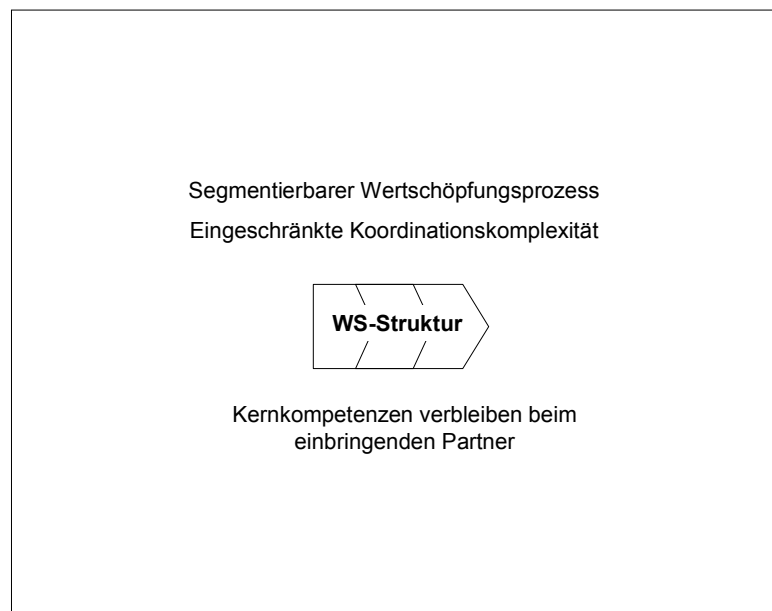 Segmentierbarer Wertschöpfungsprozess
Eingeschränkte Koordinationskomplexität
WS-Struktur
Kernkompetenzen verbleiben beim
einbringenden Partner